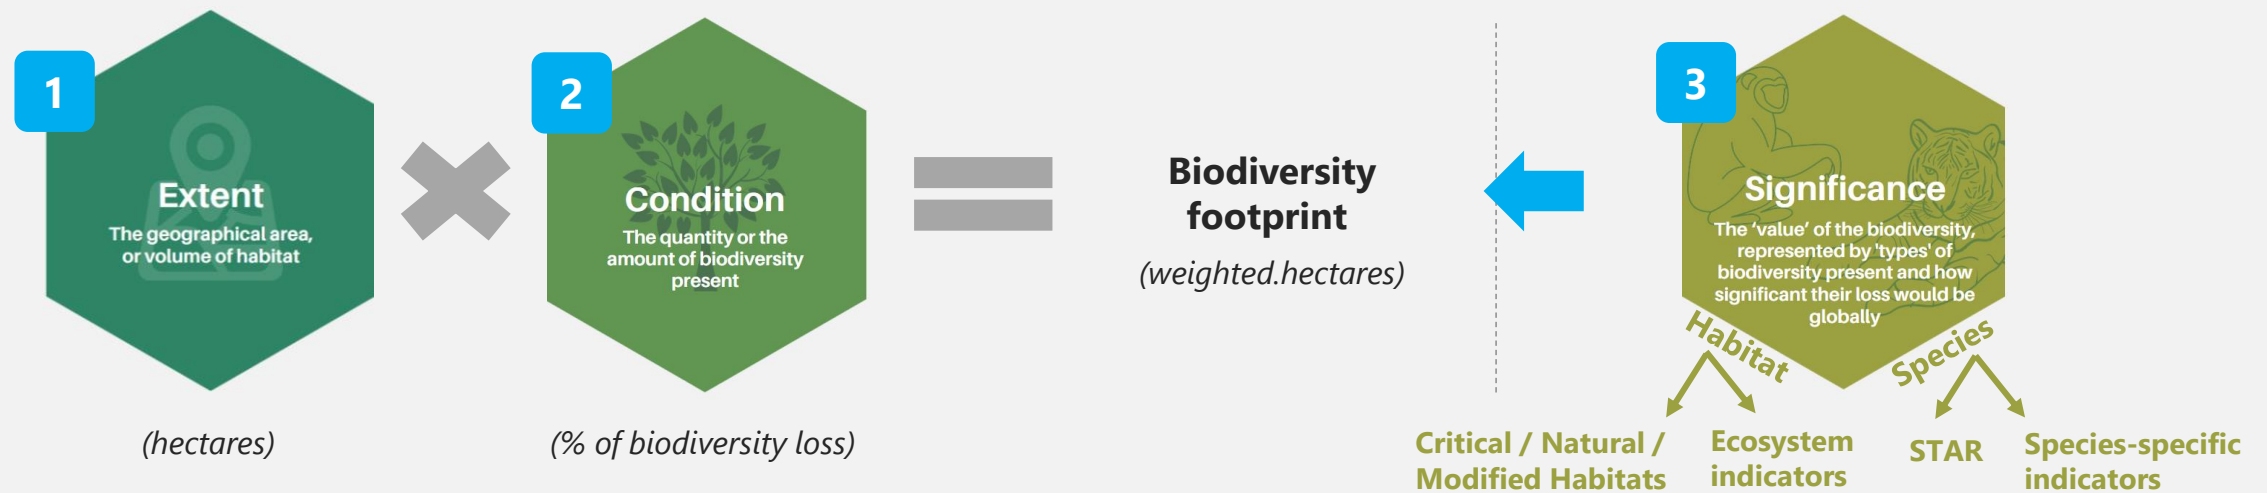 1
Extent
The geographical area,
or volume of habitat
(hectares)
2
Condition
The quantity or the
amount of biodiversity
present
(% of biodiversity loss)
Biodiversity
footprint
(weighted.hectares)
3
Significance
The 'value' of the biodiversity,
represented by 'types' of
biodiversity present and how
significant their loss would be
globally
Habitat
Species
Critical / Natural /
Modified Habitats
Ecosystem
indicators
STAR
Species-specific
indicators